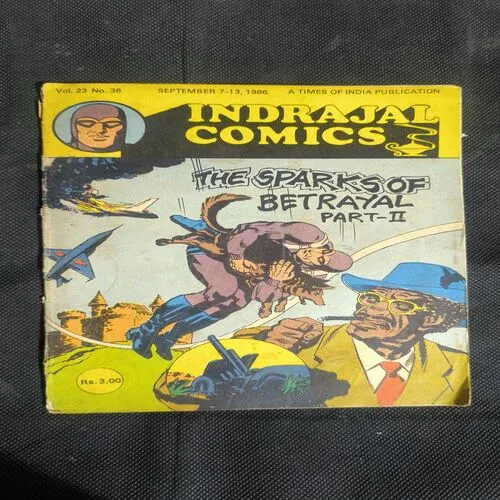 Vol. 23 No. 36 SEPTEMBER 7-13, 1986 A TIMES OF INDIA PUBLICATION
INDRAJAL
COMICS
THE SPARKS OF
BETRAYAL
PART-II
Rs. 3.00